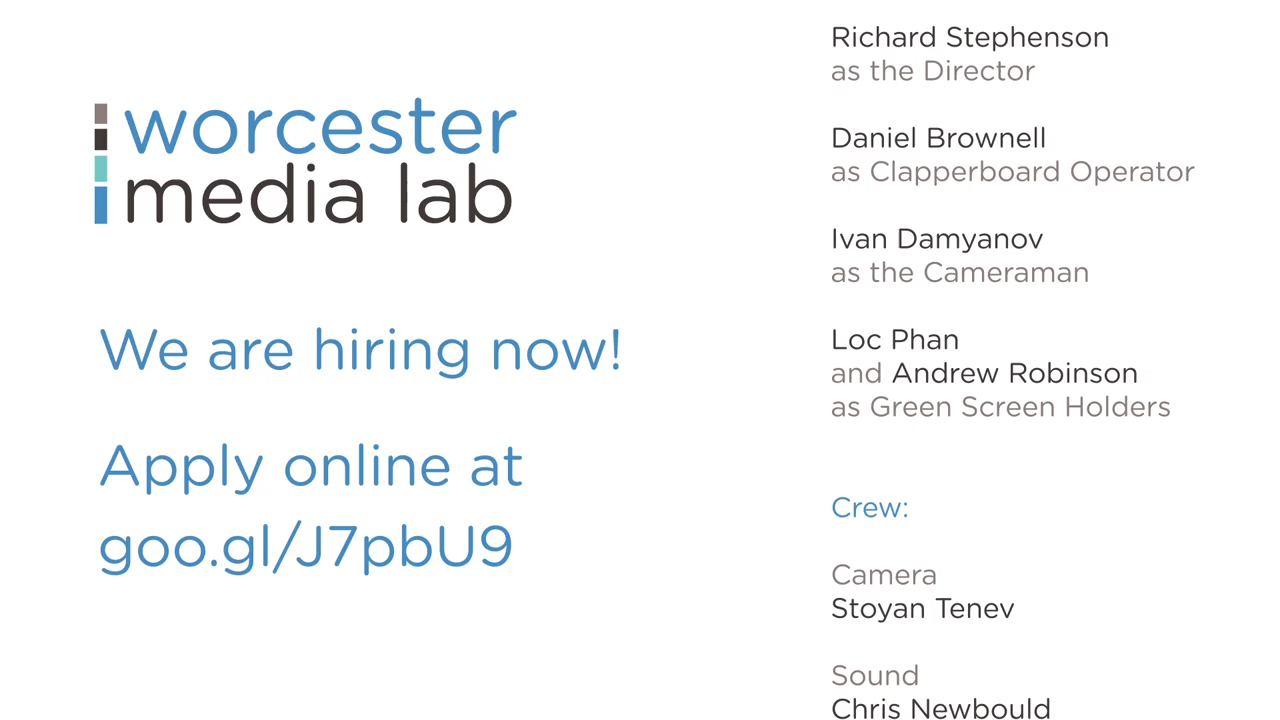 worcester
media lab
We are hiring now!
Apply online at
goo.gl/J7pbU9
Richard Stephenson
as the Director
Daniel Brownell
as Clapperboard Operator
Ivan Damyanov
as the Cameraman
Loc Phan
and Andrew Robinson
as Green Screen Holders
Crew:
Camera
Stoyan Tenev
Sound
Chris Newbould